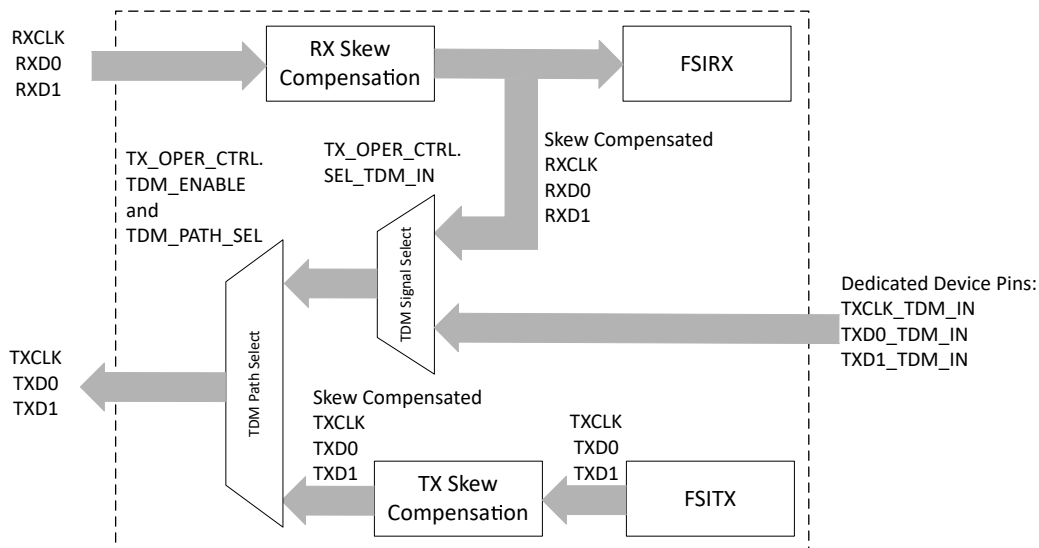 RXCLK
RXD0
RXD1
RX Skew
Compensation
FSIRX
Skew Compensated
RXCLK
RXD0
RXD1
TX_OPER_CTRL.
SEL_TDM_IN
TX_OPER_CTRL.
TDM_ENABLE
and
TDM_PATH_SEL
TDM Signal Select
Dedicated Device Pins:
TXCLK_TDM_IN
TXD0_TDM_IN
TXD1_TDM_IN
TDM Path Select
TXCLK
TXD0
TXD1
Skew Compensated
TXCLK
TXD0
TXD1
TX Skew
Compensation
TXCLK
TXD0
TXD1
FSITX